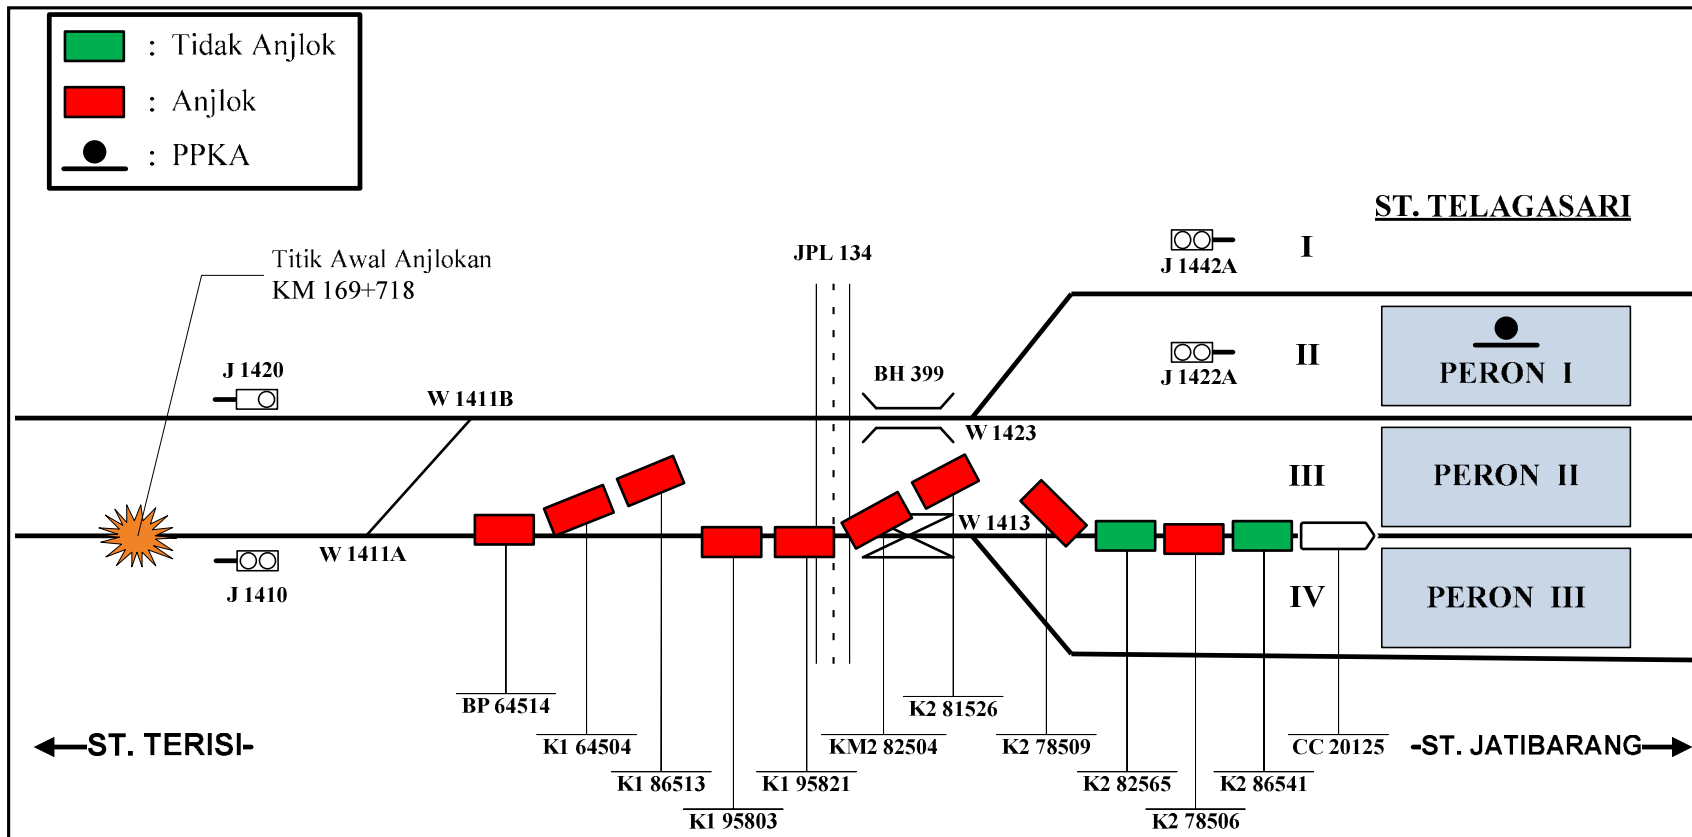 : Tidak Anjlok
: Anjlok
: PPKA
ST. TELAGASARI
Titik Awal Anjlokan
KM 169+718
JPL 134
I
J 1442A
II
J 1422A
PERON I
J 1420
W 1411B
BH 399
W 1423
III
PERON II
W 1411A
J 1410
W 1413
IV
PERON III
BP 64514
K2 81526
ST. TERISI
K1 64504
KM2 82504
K2 78509
CC 20125
ST. JATIBARANG
K1 86513
K1 95821
K2 82565
K2 86541
K1 95803
K2 78506